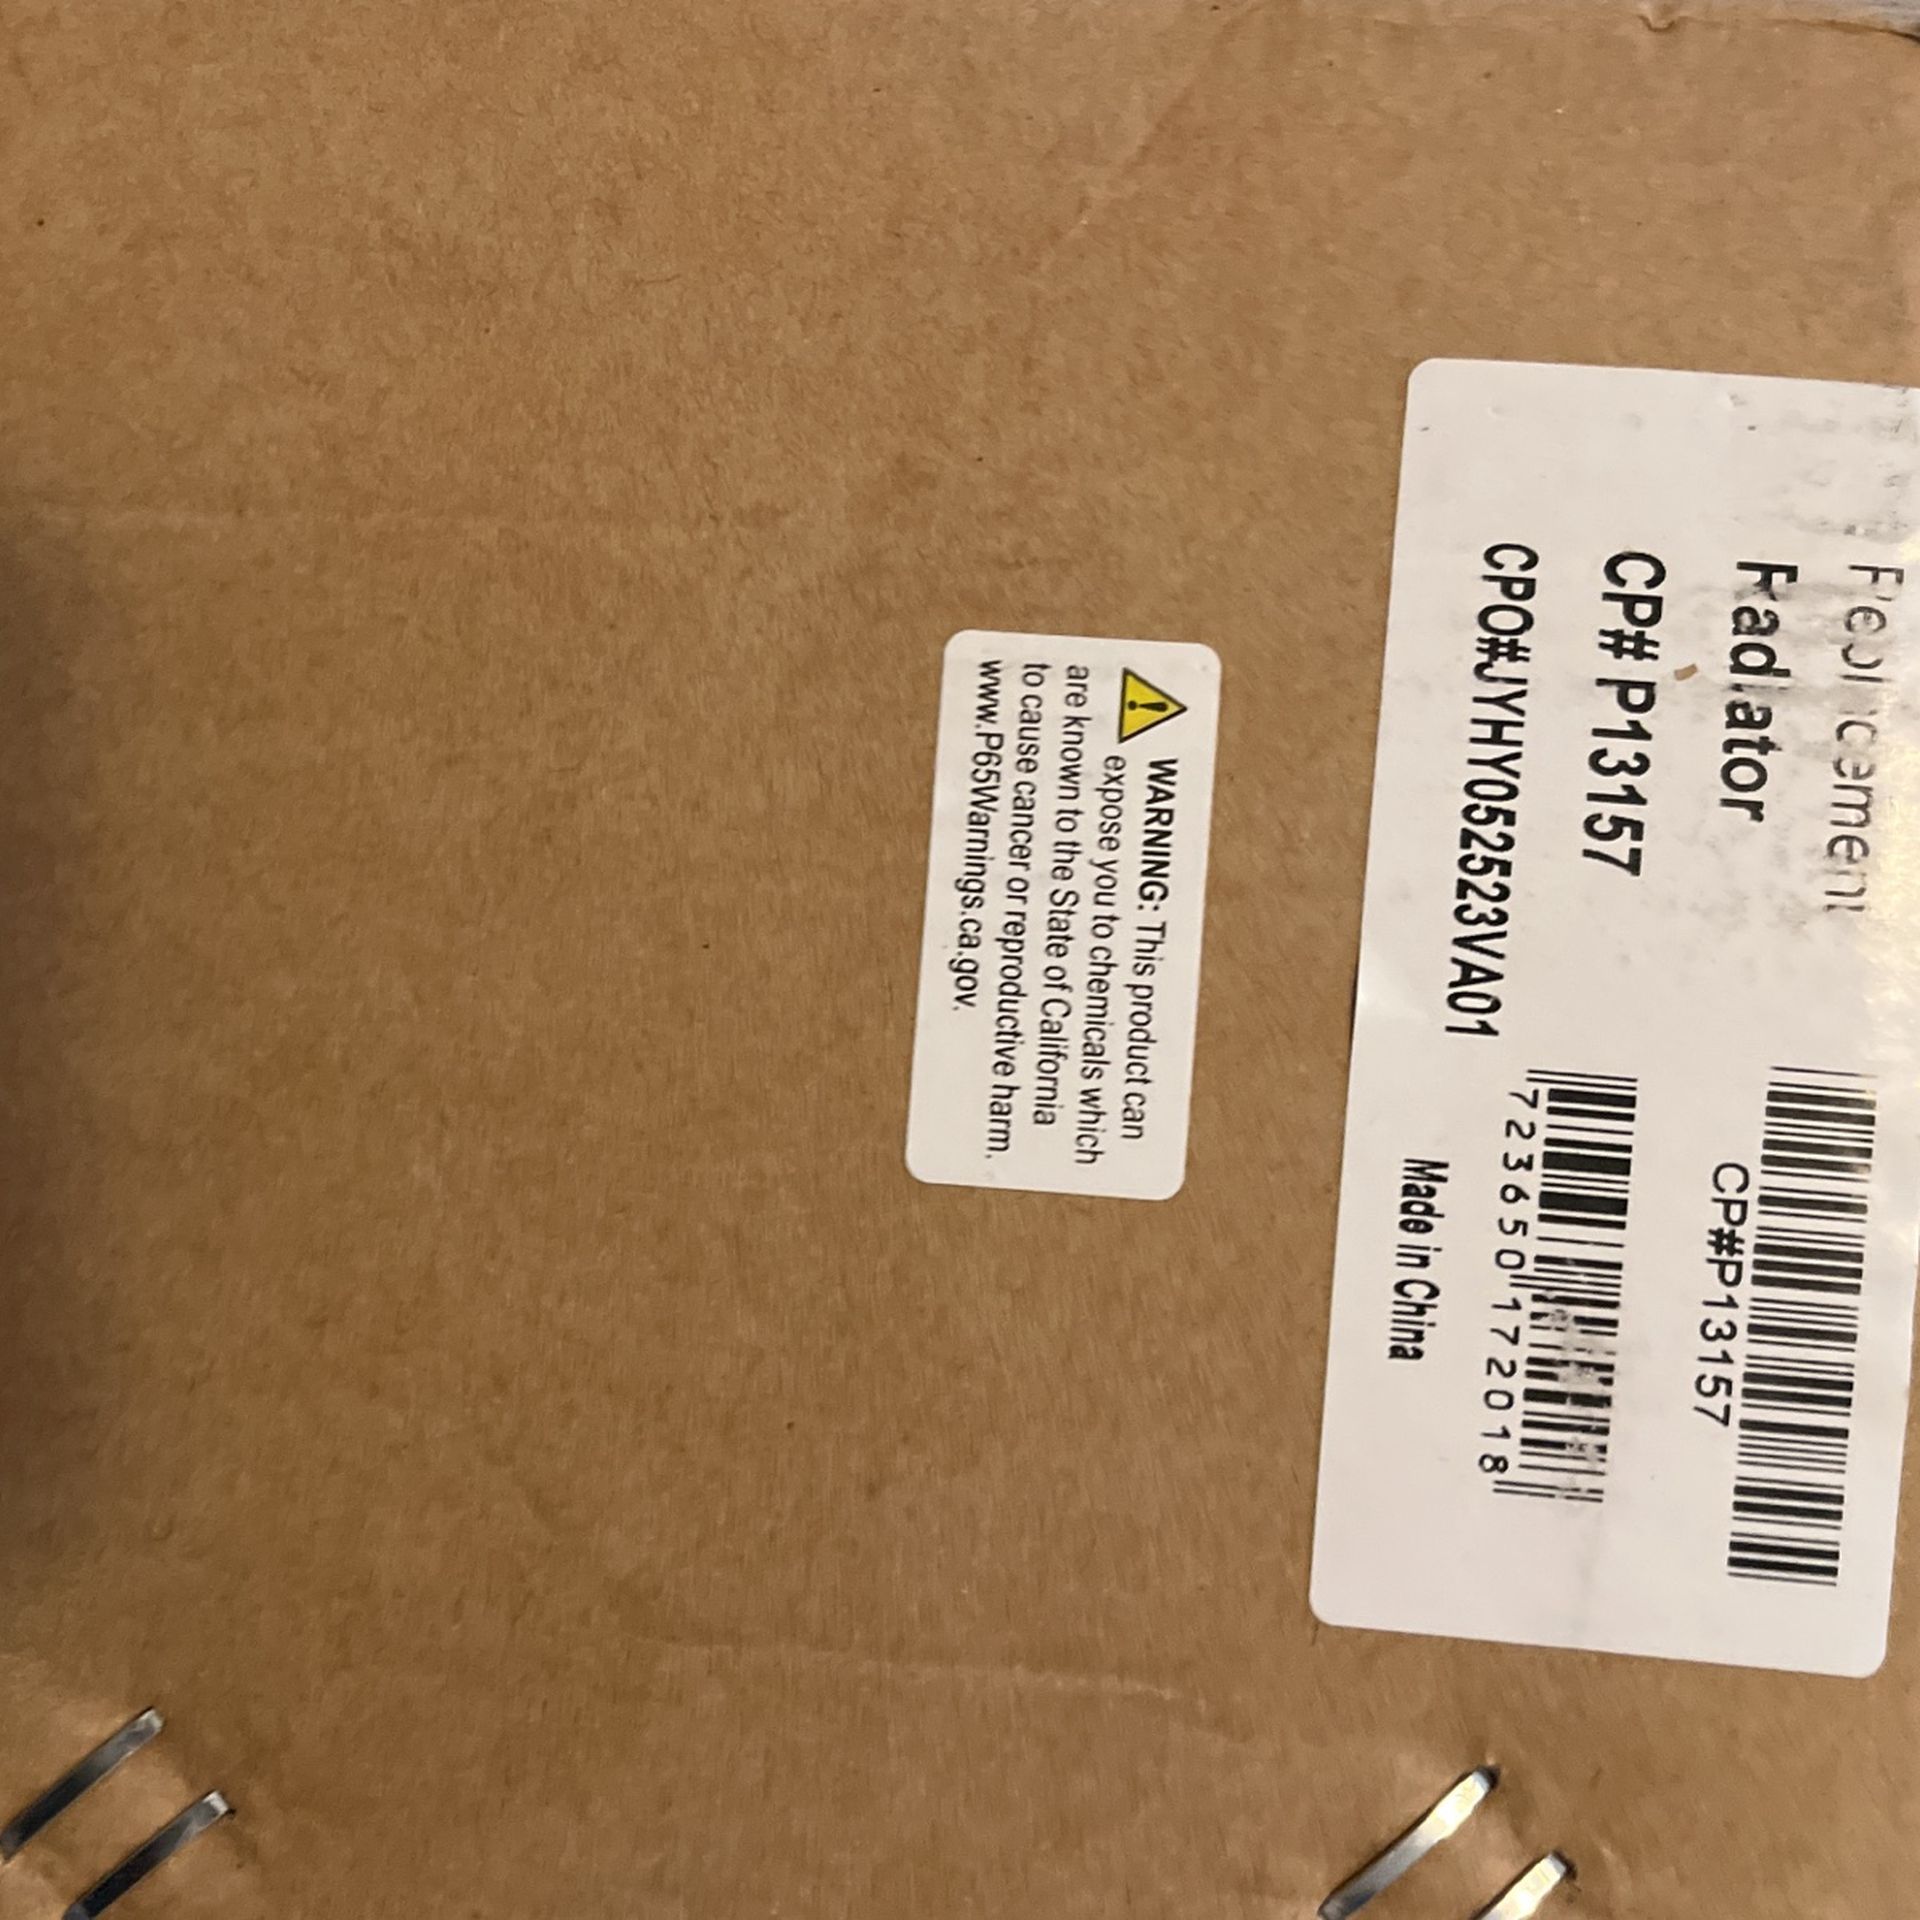 Replacement
Radiator
CP# P13157
CPO#JYHY052523VA01
CP#P13157
723650172018
Made in China
WARNING: This product can
expose you to chemicals which
are known to the State of California
to cause cancer or reproductive harm.
www.P65Warnings.ca.gov.